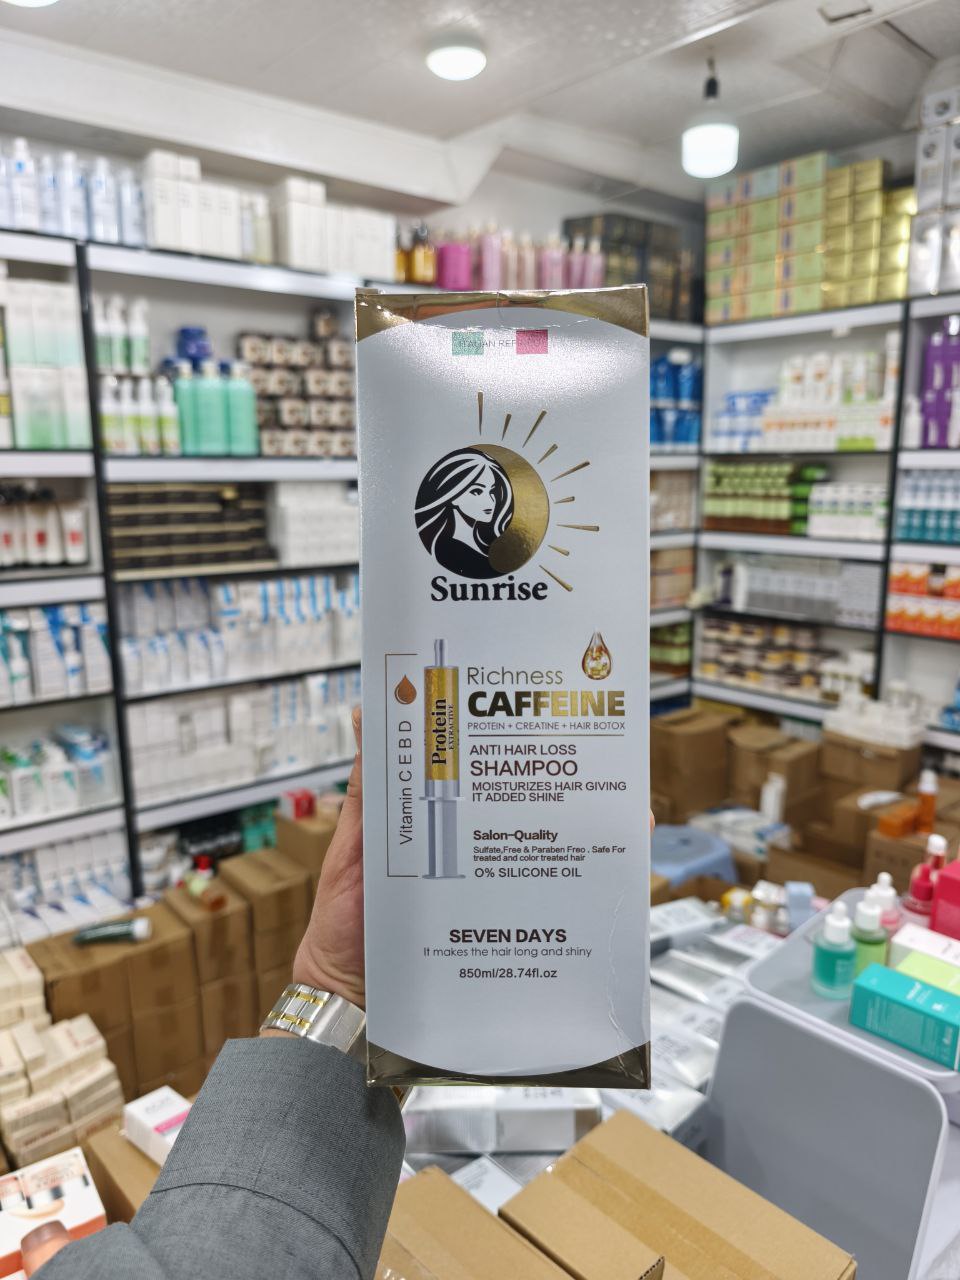 ITALIAN REP
Sunrise
Richness
CAFFEINE
PROTEIN + CREATINE + HAIR BOTOX
ANTI HAIR LOSS
SHAMPOO
MOISTURIZES HAIR GIVING
IT ADDED SHINE
Vitamin C E B D
Protein
EXTRACTIVE
Salon-Quality
Sulfate,Free & Paraben Freo . Safe For
treated and color treated hair
0% SILICONE OIL
SEVEN DAYS
It makes the hair long and shiny
850ml/28.74fl.oz